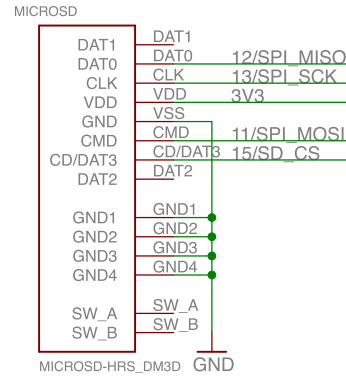 MICROSD
DAT1 DAT1
DAT0 DAT0 12/SPI_MISO
CLK CLK 13/SPI_SCK
VDD VDD 3V3
GND VSS
CMD CMD 11/SPI_MOSI
CD/DAT3 CD/DAT3 15/SD_CS
DAT2 DAT2
GND1 GND1
GND2 GND2
GND3 GND3
GND4 GND4
SW_A SW_A
SW_B SW_B
MICROSD-HRS_DM3D GND